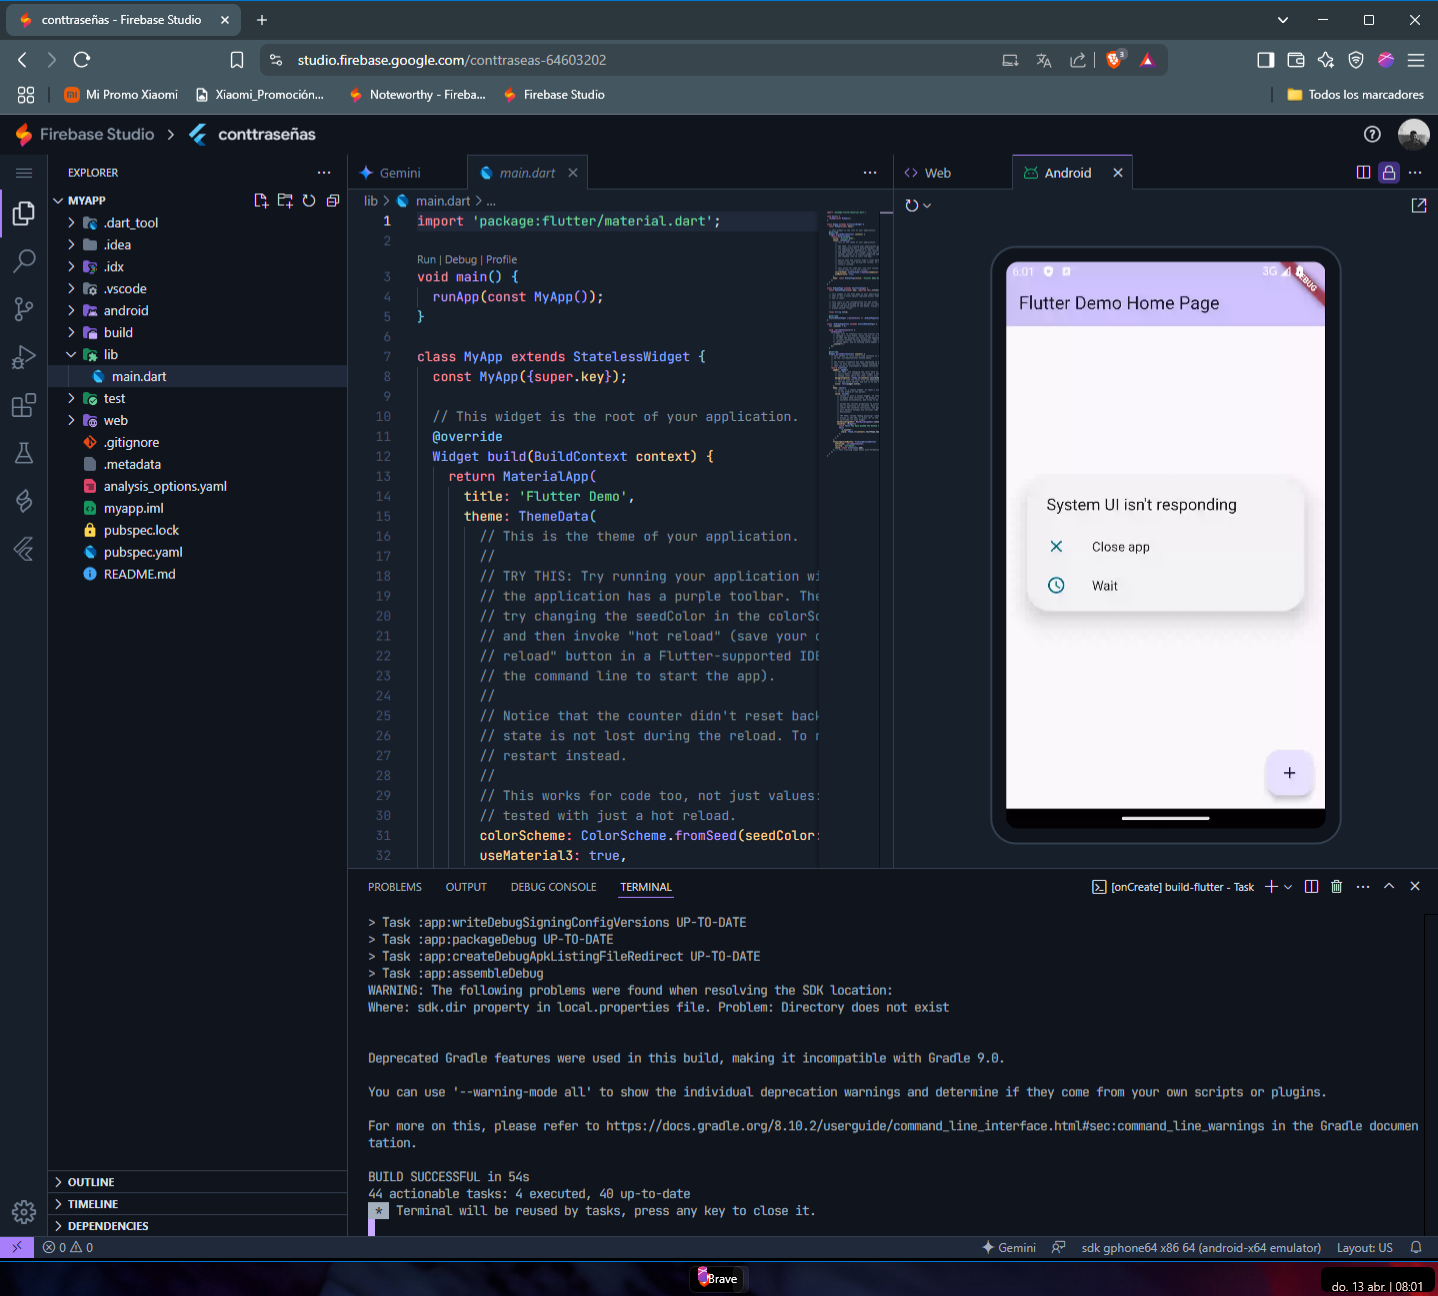 conttraseñas - Firebase Studio
studio.firebase.google.com/conttraseas-64603202
3
Mi Promo Xiaomi
Xiaomi_Promoción...
Noteworthy - Fireba...
Firebase Studio
Todos los marcadores
Firebase Studio
conttraseñas
EXPLORER
MYAPP
.dart_tool
.idea
.idx
.vscode
android
build
lib
main.dart
test
web
.gitignore
.metadata
analysis_options.yaml
myapp.iml
pubspec.lock
pubspec.yaml
README.md
OUTLINE
TIMELINE
DEPENDENCIES
Gemini
main.dart
lib > main.dart > ...
1 import 'package:flutter/material.dart';
2
Run | Debug | Profile
3 void main() {
4 runApp(const MyApp());
5 }
6
7 class MyApp extends StatelessWidget {
8 const MyApp({super.key});
9
10 // This widget is the root of your application.
11 @override
12 Widget build(BuildContext context) {
13 return MaterialApp(
14 title: 'Flutter Demo',
15 theme: ThemeData(
16 // This is the theme of your application.
17 //
18 // TRY THIS: Try running your application wi
19 // the application has a purple toolbar. The
20 // try changing the seedColor in the colorSc
21 // and then invoke "hot reload" (save your c
22 // reload" button in a Flutter-supported IDE
23 // the command line to start the app).
24 //
25 // Notice that the counter didn't reset back
26 // state is not lost during the reload. To r
27 // restart instead.
28 //
29 // This works for code too, not just values:
30 // tested with just a hot reload.
31 colorScheme: ColorScheme.fromSeed(seedColor:
32 useMaterial3: true,
Web
Android
6:01
3G
DEBUG
Flutter Demo Home Page
System UI isn't responding
Close app
Wait
PROBLEMS
OUTPUT
DEBUG CONSOLE
TERMINAL
[onCreate] build-flutter - Task
> Task :app:writeDebugSigningConfigVersions UP-TO-DATE
> Task :app:packageDebug UP-TO-DATE
> Task :app:createDebugApkListingFileRedirect UP-TO-DATE
> Task :app:assembleDebug
WARNING: The following problems were found when resolving the SDK location:
Where: sdk.dir property in local.properties file. Problem: Directory does not exist
Deprecated Gradle features were used in this build, making it incompatible with Gradle 9.0.
You can use '--warning-mode all' to show the individual deprecation warnings and determine if they come from your own scripts or plugins.
For more on this, please refer to https://docs.gradle.org/8.10.2/userguide/command_line_interface.html#sec:command_line_warnings in the Gradle documen
tation.
BUILD SUCCESSFUL in 54s
44 actionable tasks: 4 executed, 40 up-to-date
* Terminal will be reused by tasks, press any key to close it.
0 0
Gemini
sdk gphone64 x86 64 (android-x64 emulator)
Layout: US
Brave
do. 13 abr. | 08:01